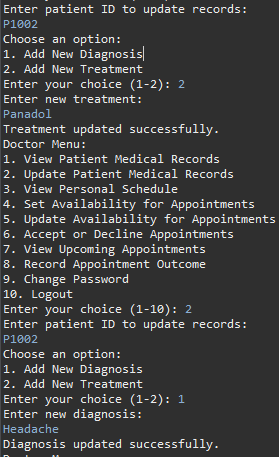 Enter patient ID to update records:
P1002
Choose an option:
1. Add New Diagnosis
2. Add New Treatment
Enter your choice (1-2): 2
Enter new treatment:
Panadol
Treatment updated successfully.
Doctor Menu:
1. View Patient Medical Records
2. Update Patient Medical Records
3. View Personal Schedule
4. Set Availability for Appointments
5. Update Availability for Appointments
6. Accept or Decline Appointments
7. View Upcoming Appointments
8. Record Appointment Outcome
9. Change Password
10. Logout
Enter your choice (1-10): 2
Enter patient ID to update records:
P1002
Choose an option:
1. Add New Diagnosis
2. Add New Treatment
Enter your choice (1-2): 1
Enter new diagnosis:
Headache
Diagnosis updated successfully.